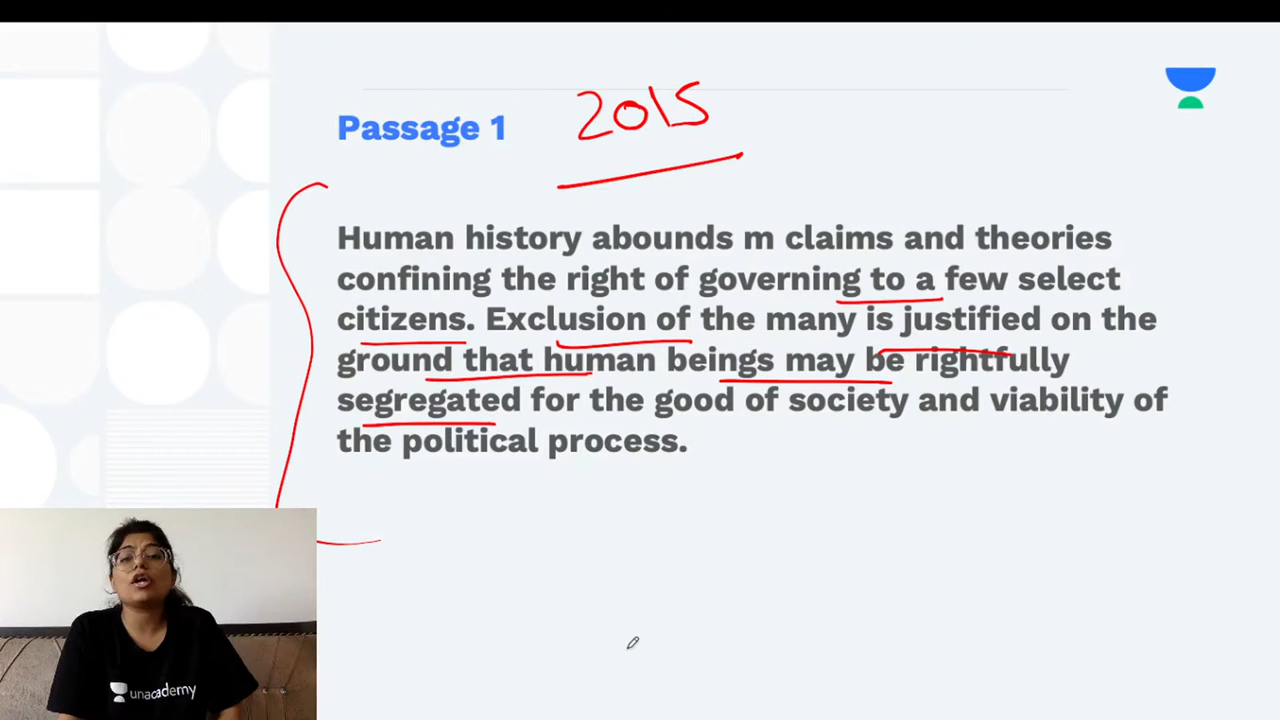 Passage 1
2015
Human history abounds m claims and theories
confining the right of governing to a few select
citizens. Exclusion of the many is justified on the
ground that human beings may be rightfully
segregated for the good of society and viability of
the political process.
unacademy